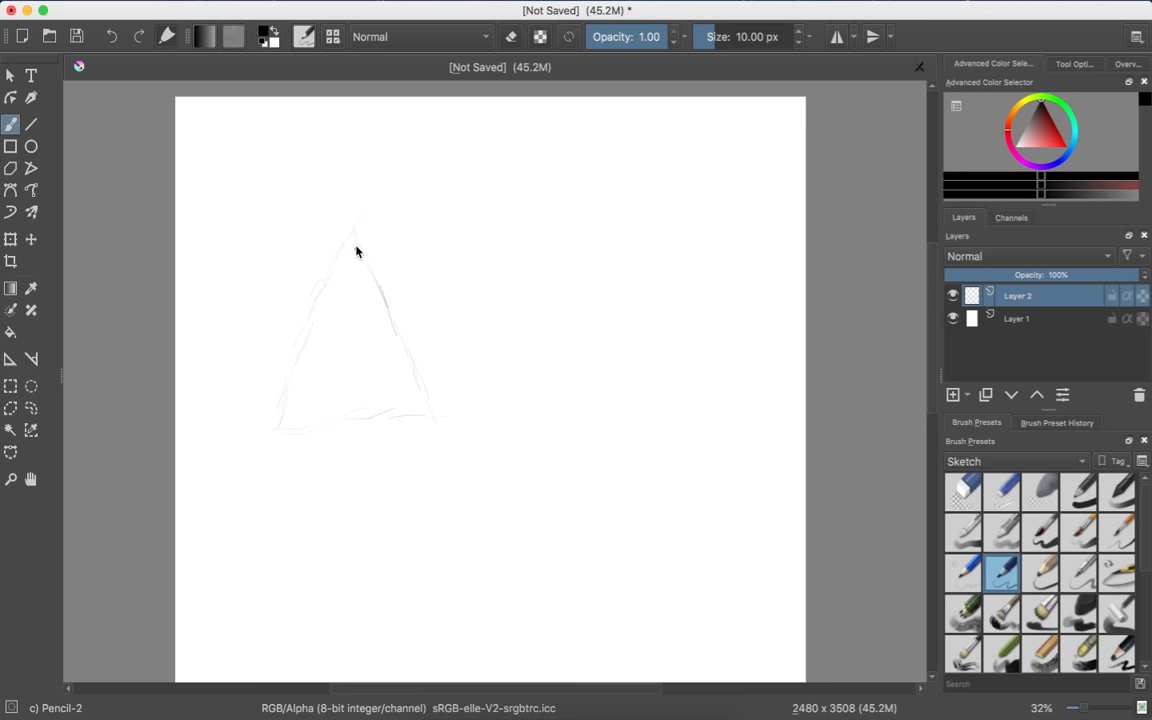 [Not Saved] (45.2M) *
Normal
Opacity: 1.00
Size: 10.00 px
[Not Saved] (45.2M)
Advanced Color Sele...
Tool Opti...
Overv...
Advanced Color Selector
Layers
Channels
Layers
Normal
Opacity: 100%
Layer 2
Layer 1
Brush Presets
Brush Preset History
Brush Presets
Sketch
Tag
Search
c) Pencil-2
RGB/Alpha (8-bit integer/channel) sRGB-elle-V2-srgbtrc.icc
2480 x 3508 (45.2M)
32%